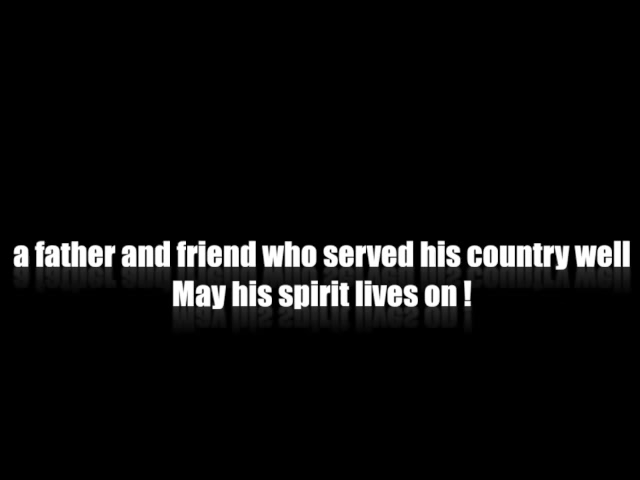 a father and friend who served his country well
May his spirit lives on !